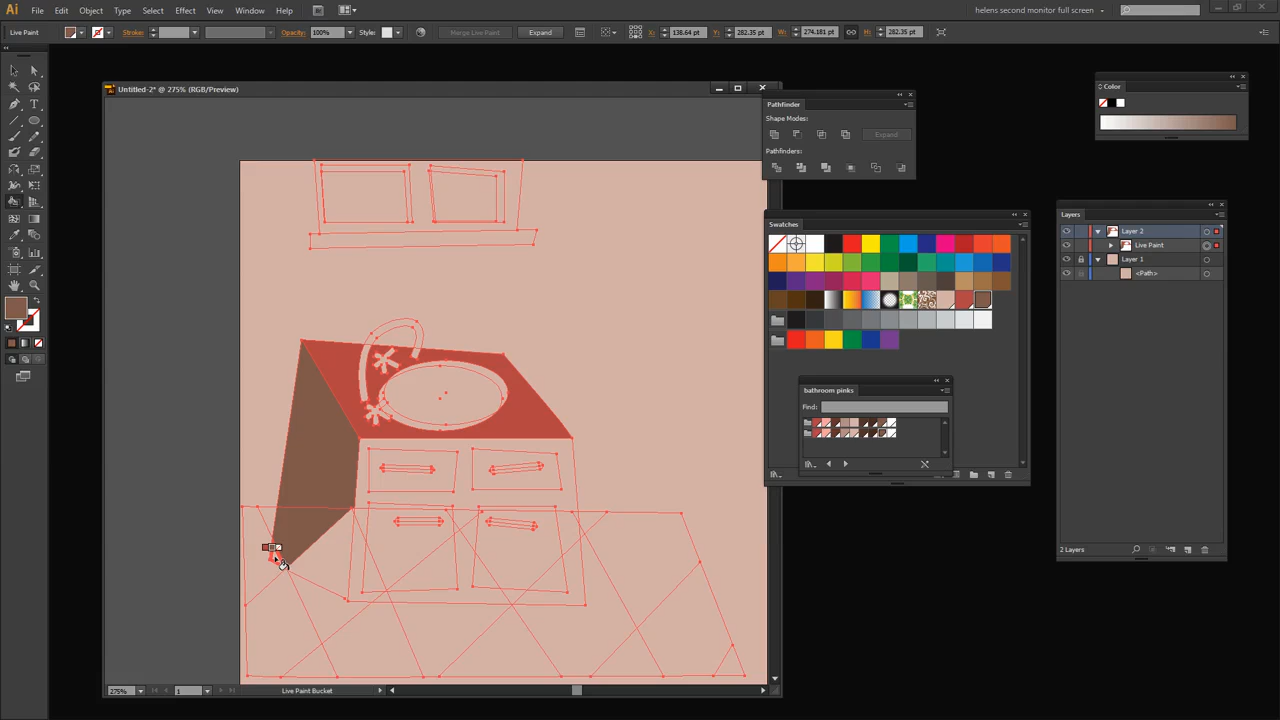 Ai File Edit Object Type Select Effect View Window Help Br helens second monitor full screen
Live Paint Stroke: Opacity: 100% Style: Merge Live Paint Expand X: 138.64 pt Y: 282.35 pt W: 274.181 pt H: 282.35 pt
Untitled-2* @ 275% (RGB/Preview)
Color
Pathfinder
Shape Modes:
Expand
Pathfinders:
Swatches
Layers
Layer 2
Live Paint
Layer 1
<Path>
bathroom pinks
Find:
2 Layers
275% 1 Live Paint Bucket